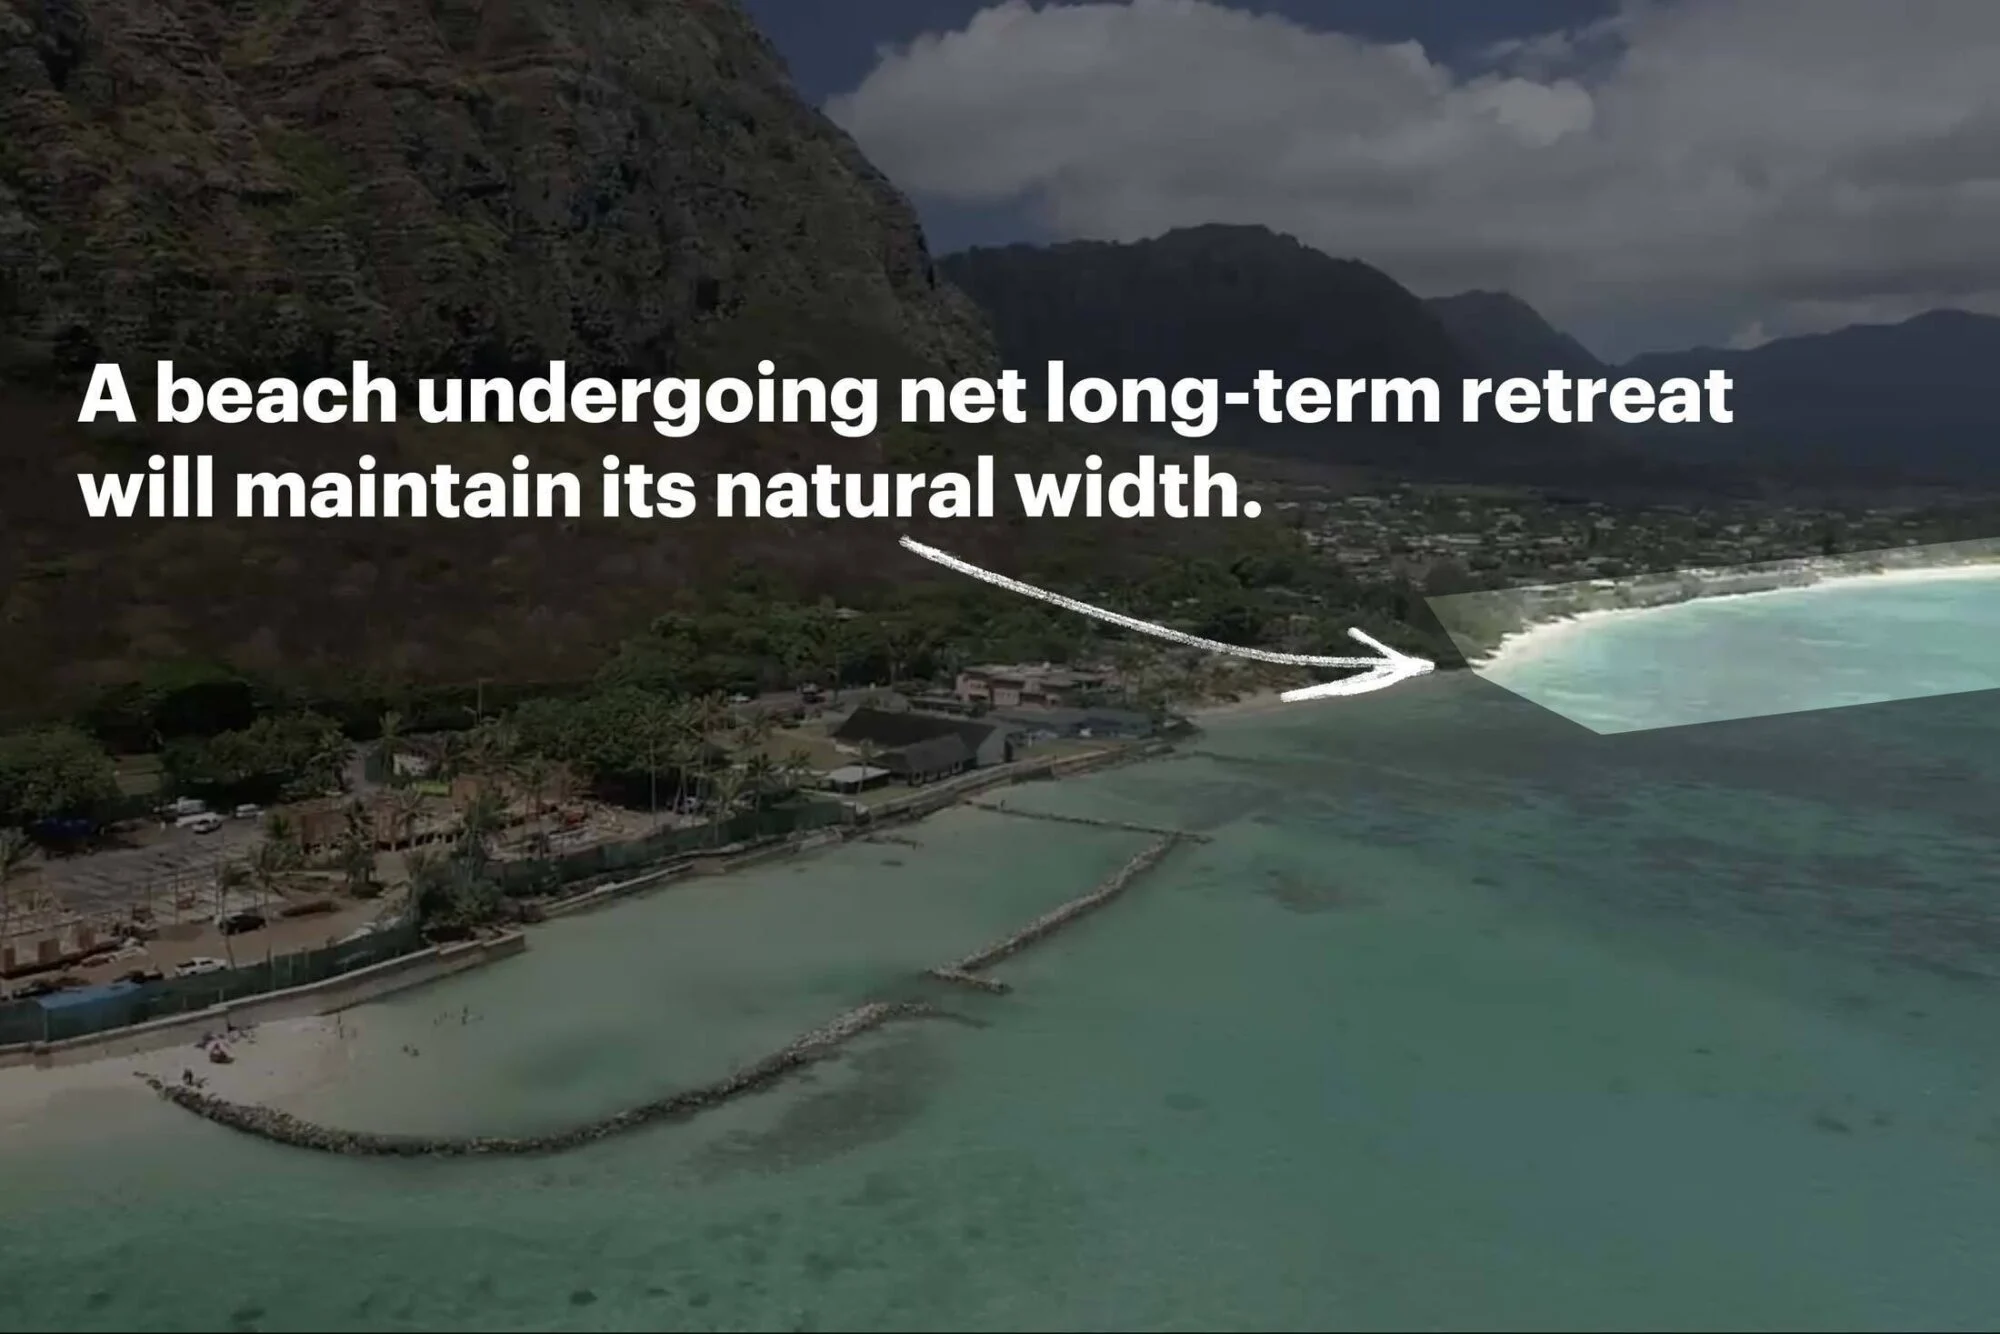 A beach undergoing net long-term retreat
will maintain its natural width.